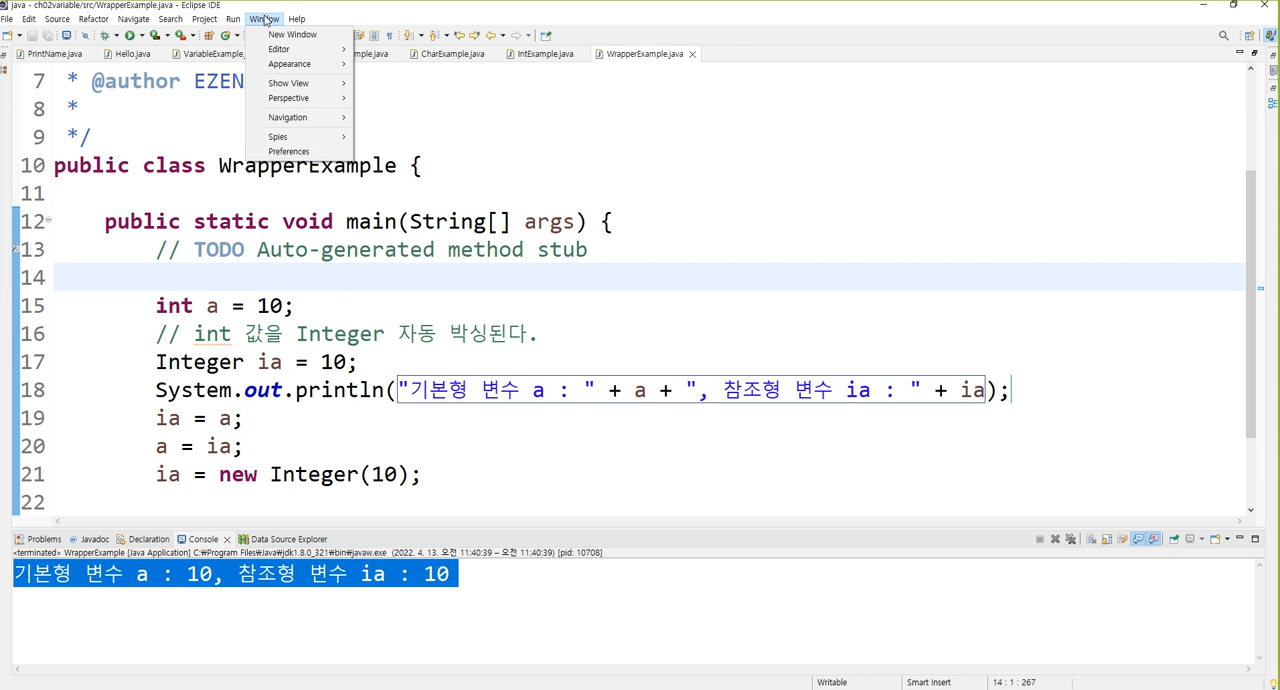 java - ch02variable/src/WrapperExample.java - Eclipse IDE
File Edit Source Refactor Navigate Search Project Run Window Help
New Window
Editor
Appearance
Show View
Perspective
Navigation
Spies
Preferences
PrintName.java Hello.java VariableExample. mple.java CharExample.java IntExample.java WrapperExample.java
7 * @author EZEN
8 *
9 */
10 public class WrapperExample {
11
12 public static void main(String[] args) {
13 // TODO Auto-generated method stub
14
15 int a = 10;
16 // int 값을 Integer 자동 박싱된다.
17 Integer ia = 10;
18 System.out.println("기본형 변수 a : " + a + ", 참조형 변수 ia : " + ia);
19 ia = a;
20 a = ia;
21 ia = new Integer(10);
22
Problems @ Javadoc Declaration Console Data Source Explorer
<terminated> WrapperExample [Java Application] C:₩Program Files₩Java₩jdk1.8.0_321₩bin₩javaw.exe (2022. 4. 13. 오전 11:40:39 – 오전 11:40:39) [pid: 10708]
기본형 변수 a : 10, 참조형 변수 ia : 10
Writable Smart Insert 14 : 1 : 267